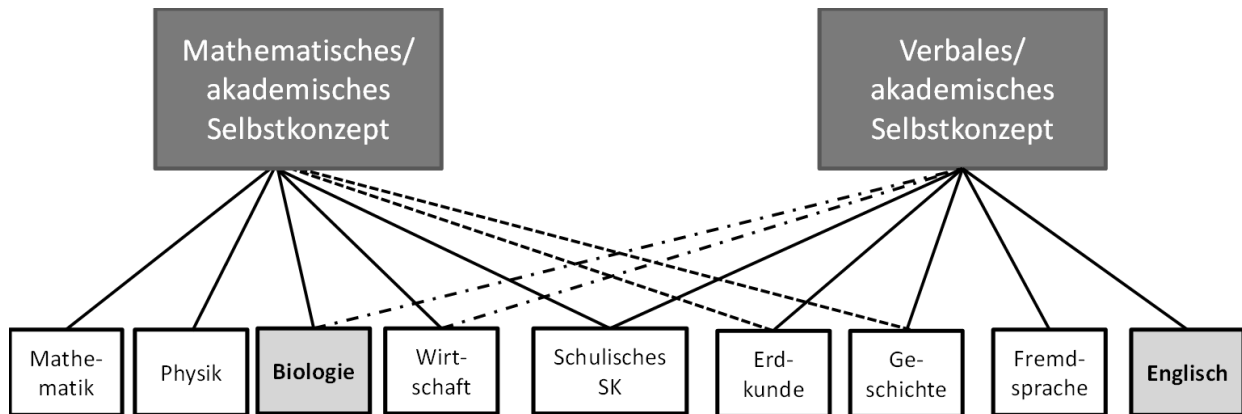 Mathematisches/
akademisches
Selbstkonzept
Verbales/
akademisches
Selbstkonzept
Mathe-
matik
Physik
Biologie
Wirt-
schaft
Schulisches
SK
Erd-
kunde
Ge-
schichte
Fremd-
sprache
Englisch